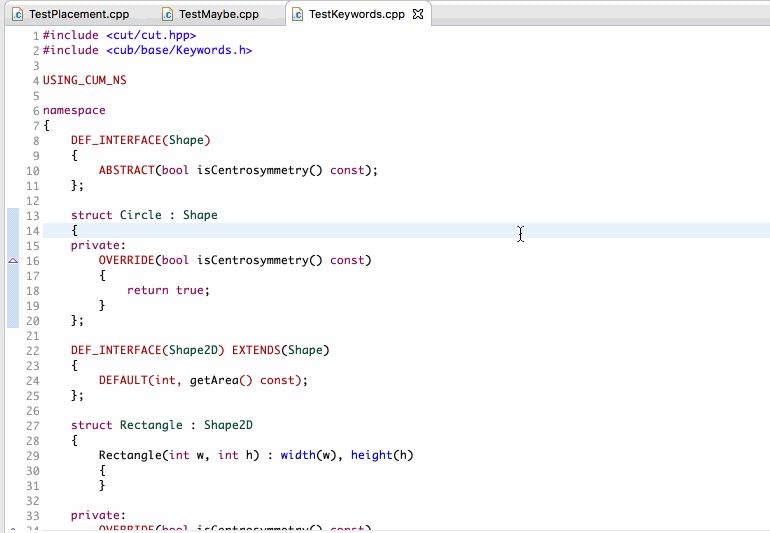 TestPlacement.cpp TestMaybe.cpp TestKeywords.cpp
1 #include <cut/cut.hpp>
2 #include <cub/base/Keywords.h>
3
4 USING_CUM_NS
5
6 namespace
7 {
8 DEF_INTERFACE(Shape)
9 {
10 ABSTRACT(bool isCentrosymmetry() const);
11 };
12
13 struct Circle : Shape
14 {
15 private:
16 OVERRIDE(bool isCentrosymmetry() const)
17 {
18 return true;
19 }
20 };
21
22 DEF_INTERFACE(Shape2D) EXTENDS(Shape)
23 {
24 DEFAULT(int, getArea() const);
25 };
26
27 struct Rectangle : Shape2D
28 {
29 Rectangle(int w, int h) : width(w), height(h)
30 {
31 }
32
33 private:
34 OVERRIDE(bool isCentrosymmetry() const)